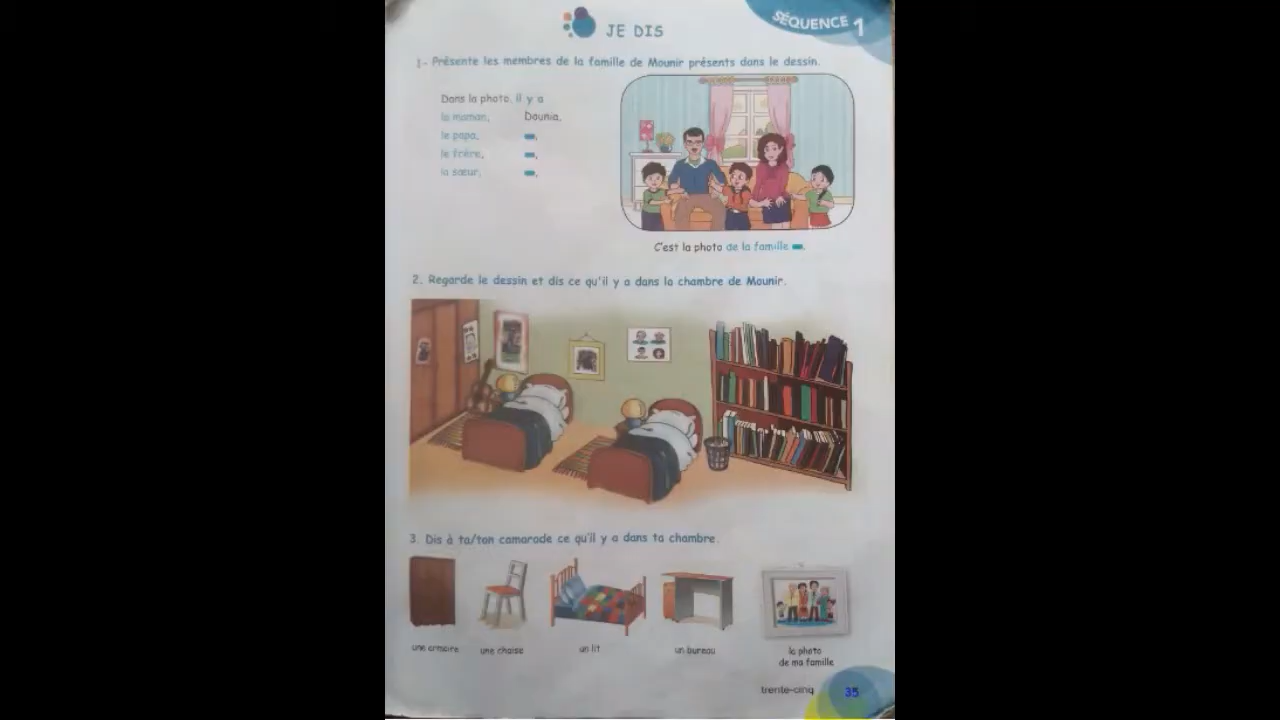 SÉQUENCE 1
JE DIS
1- Présente les membres de la famille de Mounir présents dans le dessin.
Dans la photo, il y a
la maman, Dounia,
le papa, ,
le frère, ,
la sœur, ,
C'est la photo de la famille .
2. Regarde le dessin et dis ce qu'il y a dans la chambre de Mounir.
3. Dis à ta/ton camarade ce qu'il y a dans ta chambre.
une armoire une chaise un lit un bureau la photo
de ma famille
trente-cinq 35